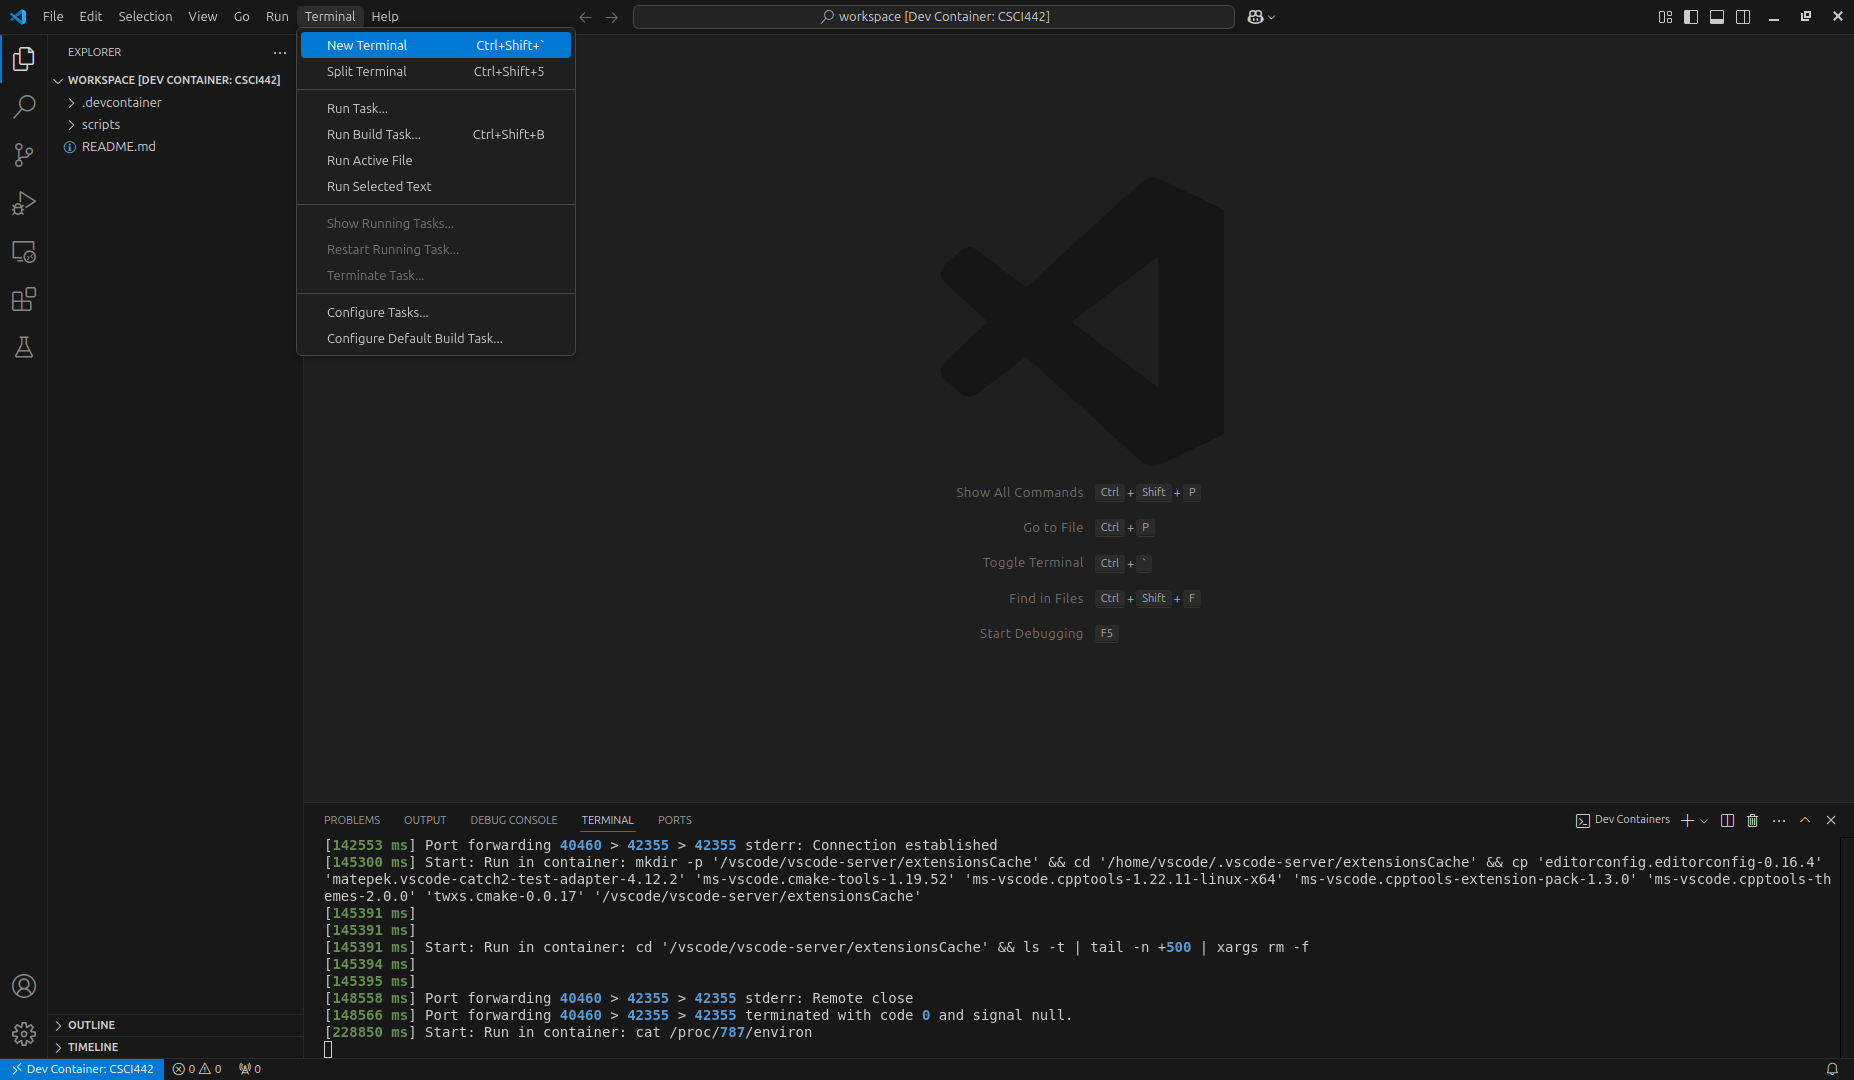 File Edit Selection View Go Run Terminal Help
workspace [Dev Container: CSCI442]
EXPLORER
WORKSPACE [DEV CONTAINER: CSCI442]
.devcontainer
scripts
README.md
New Terminal Ctrl+Shift+`
Split Terminal Ctrl+Shift+5
Run Task...
Run Build Task... Ctrl+Shift+B
Run Active File
Run Selected Text
Show Running Tasks...
Restart Running Task...
Terminate Task...
Configure Tasks...
Configure Default Build Task...
Show All Commands Ctrl + Shift + P
Go to File Ctrl + P
Toggle Terminal Ctrl + `
Find in Files Ctrl + Shift + F
Start Debugging F5
PROBLEMS OUTPUT DEBUG CONSOLE TERMINAL PORTS
Dev Containers
[142553 ms] Port forwarding 40460 > 42355 > 42355 stderr: Connection established
[145300 ms] Start: Run in container: mkdir -p '/vscode/vscode-server/extensionsCache' && cd '/home/vscode/.vscode-server/extensionsCache' && cp 'editorconfig.editorconfig-0.16.4'
'matepek.vscode-catch2-test-adapter-4.12.2' 'ms-vscode.cmake-tools-1.19.52' 'ms-vscode.cpptools-1.22.11-linux-x64' 'ms-vscode.cpptools-extension-pack-1.3.0' 'ms-vscode.cpptools-th
emes-2.0.0' 'twxs.cmake-0.0.17' '/vscode/vscode-server/extensionsCache'
[145391 ms]
[145391 ms]
[145391 ms] Start: Run in container: cd '/vscode/vscode-server/extensionsCache' && ls -t | tail -n +500 | xargs rm -f
[145394 ms]
[145395 ms]
[148558 ms] Port forwarding 40460 > 42355 > 42355 stderr: Remote close
[148566 ms] Port forwarding 40460 > 42355 > 42355 terminated with code 0 and signal null.
[228850 ms] Start: Run in container: cat /proc/787/environ
OUTLINE
TIMELINE
Dev Container: CSCI442 0 0 0